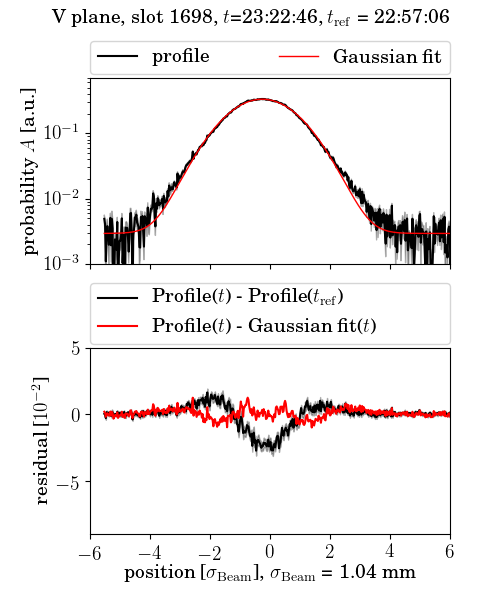 V plane, slot 1698, t=23:22:46, t_ref = 22:57:06
profile
Gaussian fit
probability A [a.u.]
10^−1
10^−2
10^−3
Profile(t) - Profile(t_ref)
Profile(t) - Gaussian fit(t)
residual [10^−2]
5
0
−5
−6 −4 −2 0 2 4 6
position [σ_Beam], σ_Beam = 1.04 mm